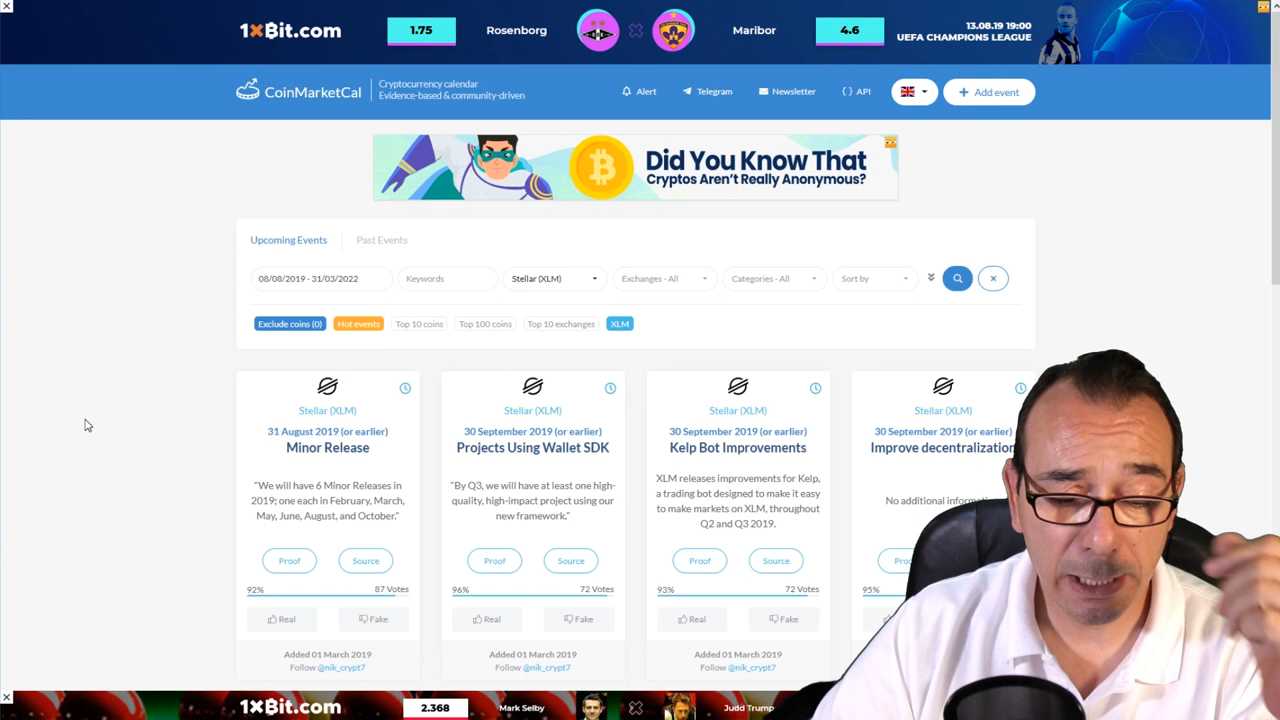 1xBit.com
1.75
Rosenborg
Maribor
4.6
13.08.19 19:00
UEFA CHAMPIONS LEAGUE
CoinMarketCal
Cryptocurrency calendar
Evidence-based & community-driven
Alert
Telegram
Newsletter
API
Add event
Did You Know That
Cryptos Aren't Really Anonymous?
Upcoming Events
Past Events
08/08/2019 - 31/03/2022
Keywords
Stellar (XLM)
Exchanges - All
Categories - All
Sort by
Exclude coins (0)
Hot events
Top 10 coins
Top 100 coins
Top 10 exchanges
XLM
Stellar (XLM)
31 August 2019 (or earlier)
Minor Release
"We will have 6 Minor Releases in
2019; one each in February, March,
May, June, August, and October."
Proof
Source
92%
87 Votes
Real
Fake
Added 01 March 2019
Follow @nik_crypt7
Stellar (XLM)
30 September 2019 (or earlier)
Projects Using Wallet SDK
"By Q3, we will have at least one high-
quality, high-impact project using our
new framework."
Proof
Source
96%
72 Votes
Real
Fake
Added 01 March 2019
Follow @nik_crypt7
Stellar (XLM)
30 September 2019 (or earlier)
Kelp Bot Improvements
XLM releases improvements for Kelp,
a trading bot designed to make it easy
to make markets on XLM, throughout
Q2 and Q3 2019.
Proof
Source
93%
72 Votes
Real
Fake
Added 01 March 2019
Follow @nik_crypt7
Stellar (XLM)
30 September 2019 (or earlier)
Improve decentralization
No additional
95%
1xBit.com
2.368
Mark Selby
Judd Trump